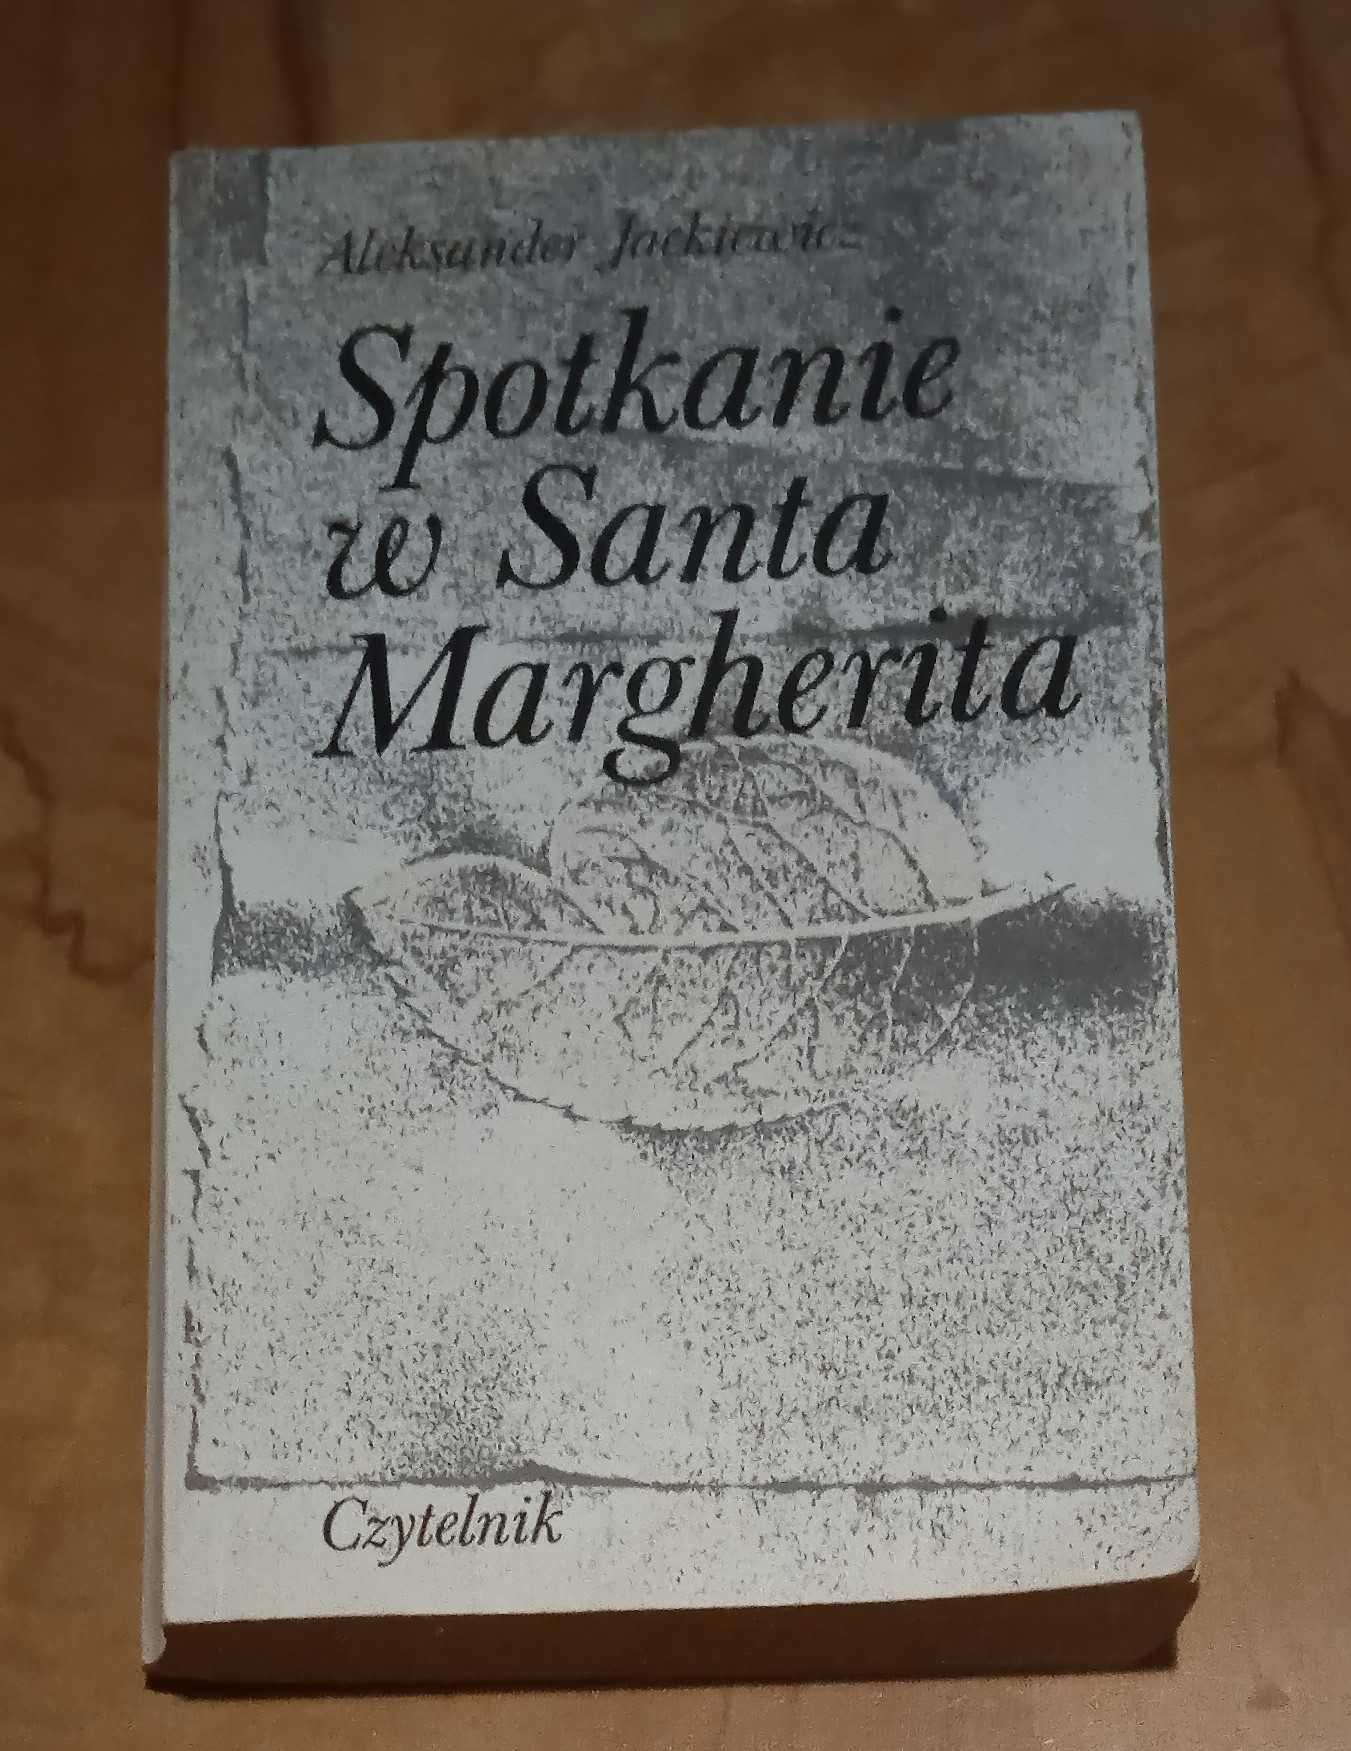 Aleksander Jackiewicz
Spotkanie
w Santa
Margherita
Czytelnik